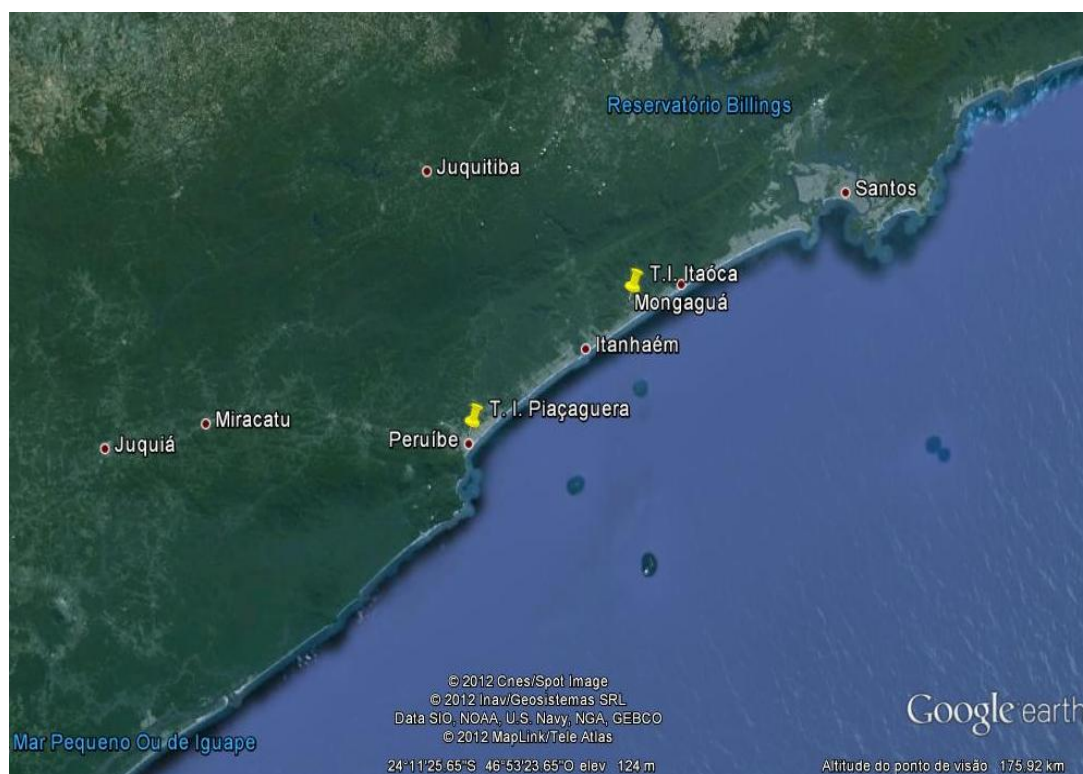 Reservatório Billings
Juquitiba
Santos
T.I. Itaóca
Mongaguá
Itanhaém
T. I. Piaçaguera
Miracatu
Peruíbe
Juquiá
© 2012 Cnes/Spot Image
© 2012 Inav/Geosistemas SRL
Data SIO, NOAA, U.S. Navy, NGA, GEBCO
© 2012 MapLink/Tele Atlas
Google earth
Mar Pequeno Ou de Iguape
24°11'25.65"S 46°53'23.65"O elev 124 m
Altitude do ponto de visão 175.92 km